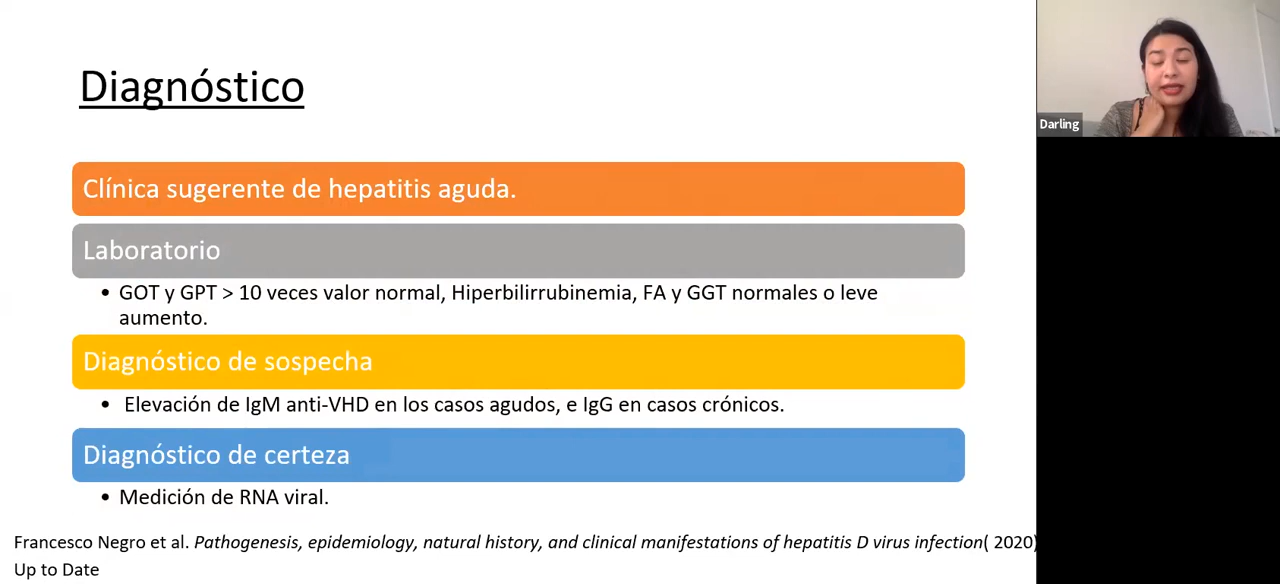 Diagnóstico
Clínica sugerente de hepatitis aguda.
Laboratorio
• GOT y GPT > 10 veces valor normal, Hiperbilirrubinemia, FA y GGT normales o leve
aumento.
Diagnóstico de sospecha
• Elevación de IgM anti-VHD en los casos agudos, e IgG en casos crónicos.
Diagnóstico de certeza
• Medición de RNA viral.
Francesco Negro et al. Pathogenesis, epidemiology, natural history, and clinical manifestations of hepatitis D virus infection( 2020)
Up to Date
Darling